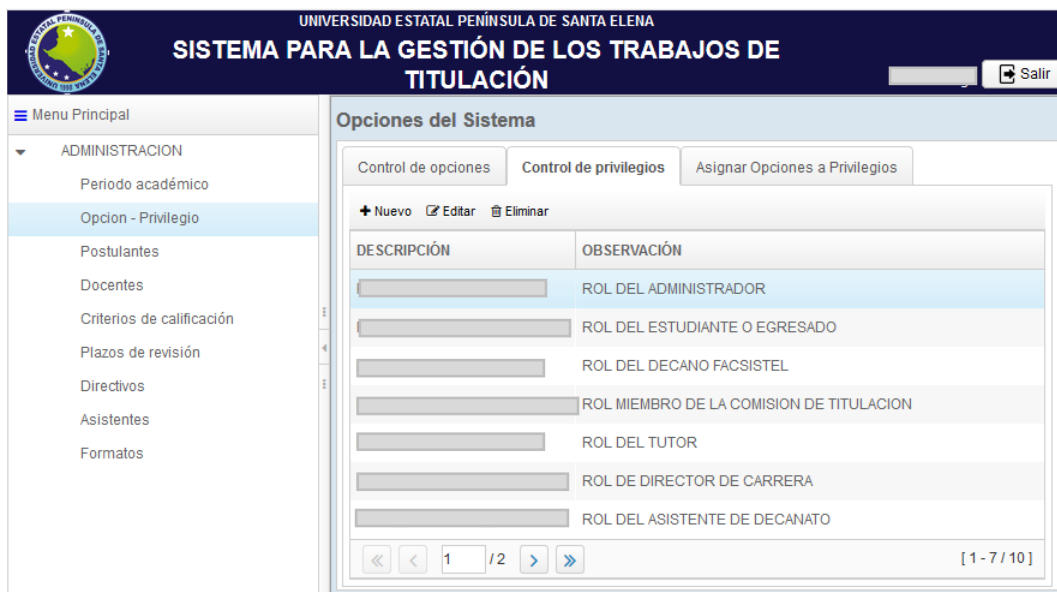 UNIVERSIDAD ESTATAL PENÍNSULA DE SANTA ELENA
SISTEMA PARA LA GESTIÓN DE LOS TRABAJOS DE
TITULACIÓN
Salir
Menu Principal
ADMINISTRACION
Periodo académico
Opcion - Privilegio
Postulantes
Docentes
Criterios de calificación
Plazos de revisión
Directivos
Asistentes
Formatos
Opciones del Sistema
Control de opciones
Control de privilegios
Asignar Opciones a Privilegios
Nuevo Editar Eliminar
DESCRIPCIÓN OBSERVACIÓN
ROL DEL ADMINISTRADOR
ROL DEL ESTUDIANTE O EGRESADO
ROL DEL DECANO FACSISTEL
ROL MIEMBRO DE LA COMISION DE TITULACION
ROL DEL TUTOR
ROL DE DIRECTOR DE CARRERA
ROL DEL ASISTENTE DE DECANATO
1 / 2 [ 1 - 7 / 10 ]